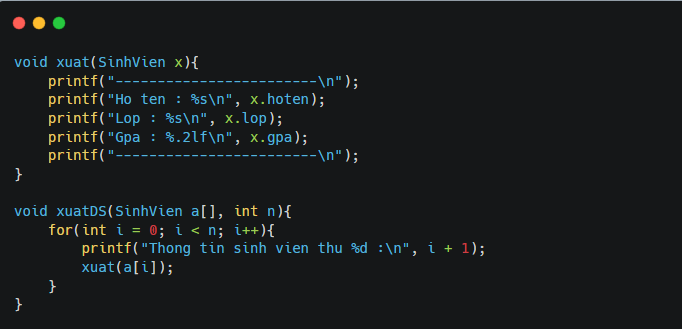 void xuat(SinhVien x){
    printf("------------------------\n");
    printf("Ho ten : %s\n", x.hoten);
    printf("Lop : %s\n", x.lop);
    printf("Gpa : %.2lf\n", x.gpa);
    printf("------------------------\n");
}

void xuatDS(SinhVien a[], int n){
    for(int i = 0; i < n; i++){
        printf("Thong tin sinh vien thu %d :\n", i + 1);
        xuat(a[i]);
    }
}